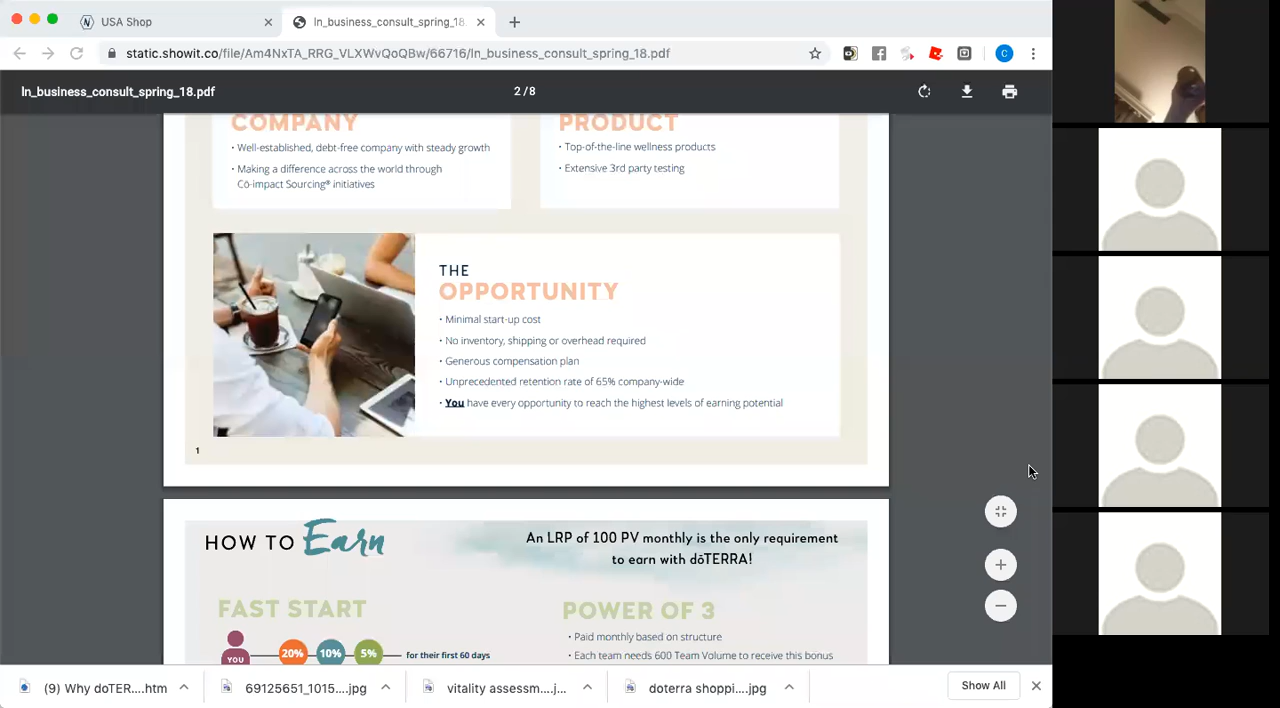 USA Shop
ln_business_consult_spring_18.
static.showit.co/file/Am4NxTA_RRG_VLXWvQoQBw/66716/ln_business_consult_spring_18.pdf
C
ln_business_consult_spring_18.pdf
2 / 8
COMPANY
• Well-established, debt-free company with steady growth
• Making a difference across the world through
Cō-impact Sourcing® initiatives
PRODUCT
• Top-of-the-line wellness products
• Extensive 3rd party testing
THE
OPPORTUNITY
• Minimal start-up cost
• No inventory, shipping or overhead required
• Generous compensation plan
• Unprecedented retention rate of 65% company-wide
• You have every opportunity to reach the highest levels of earning potential
1
HOW TO Earn
An LRP of 100 PV monthly is the only requirement
to earn with dōTERRA!
FAST START
YOU
20% 10% 5% for their first 60 days
POWER OF 3
• Paid monthly based on structure
• Each team needs 600 Team Volume to receive this bonus
(9) Why doTER....htm
69125651_1015....jpg
vitality assessm....j...
doterra shoppi....jpg
Show All